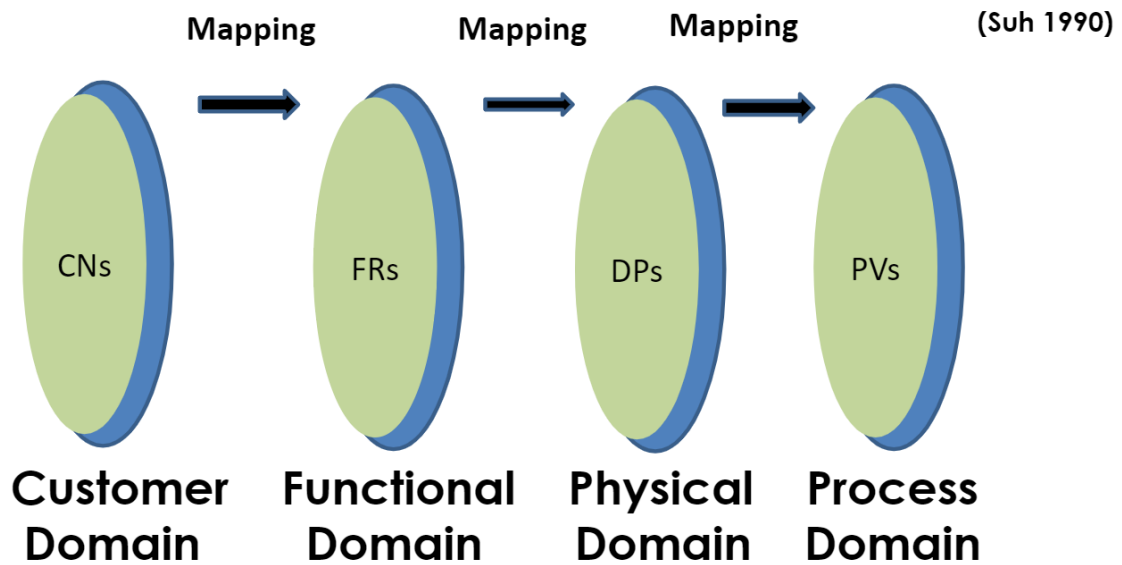 Mapping
Mapping
Mapping
(Suh 1990)
CNs
FRs
DPs
PVs
Customer
Domain
Functional
Domain
Physical
Domain
Process
Domain